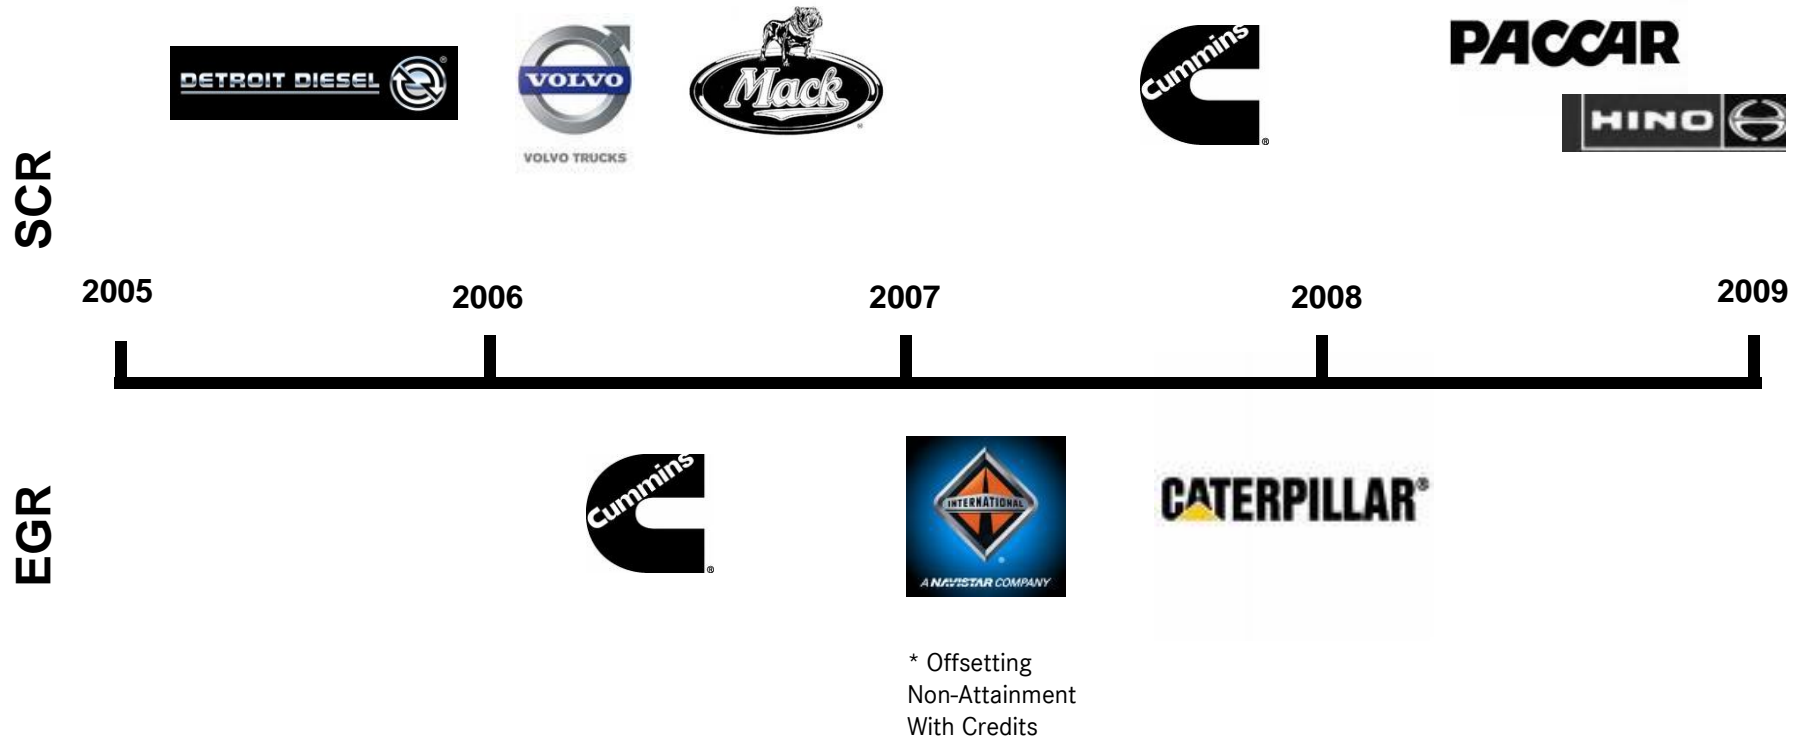 DETROIT DIESEL ®
VOLVO
VOLVO TRUCKS
Mack ®
Cummins ®
PACCAR
HINO
SCR
2005
2006
2007
2008
2009
EGR
Cummins ®
INTERNATIONAL ®
A NAVISTAR COMPANY
CATERPILLAR®
* Offsetting
Non-Attainment
With Credits